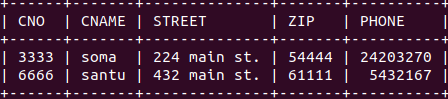 | CNO | CNAME | STREET | ZIP | PHONE |
| 3333 | soma | 224 main st. | 54444 | 24203270 |
| 6666 | santu | 432 main st. | 61111 | 5432167 |